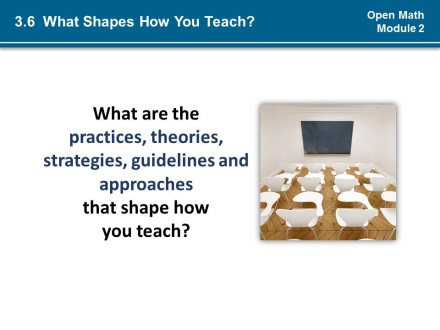 3.6  What Shapes How You Teach?
Open Math
Module 2
What are the
practices, theories,
strategies, guidelines and
approaches
that shape how
you teach?